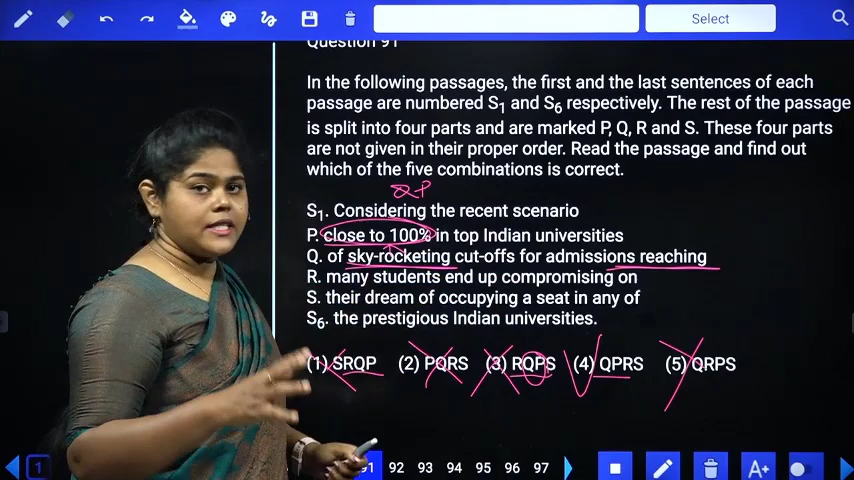 Select
Question 91
In the following passages, the first and the last sentences of each
passage are numbered S1 and S6 respectively. The rest of the passage
is split into four parts and are marked P, Q, R and S. These four parts
are not given in their proper order. Read the passage and find out
which of the five combinations is correct.
QP
S1. Considering the recent scenario
P. close to 100% in top Indian universities
Q. of sky-rocketing cut-offs for admissions reaching
R. many students end up compromising on
S. their dream of occupying a seat in any of
S6. the prestigious Indian universities.
(1) SRQP (2) PQRS (3) RQPS (4) QPRS (5) QRPS
1 91 92 93 94 95 96 97 A+